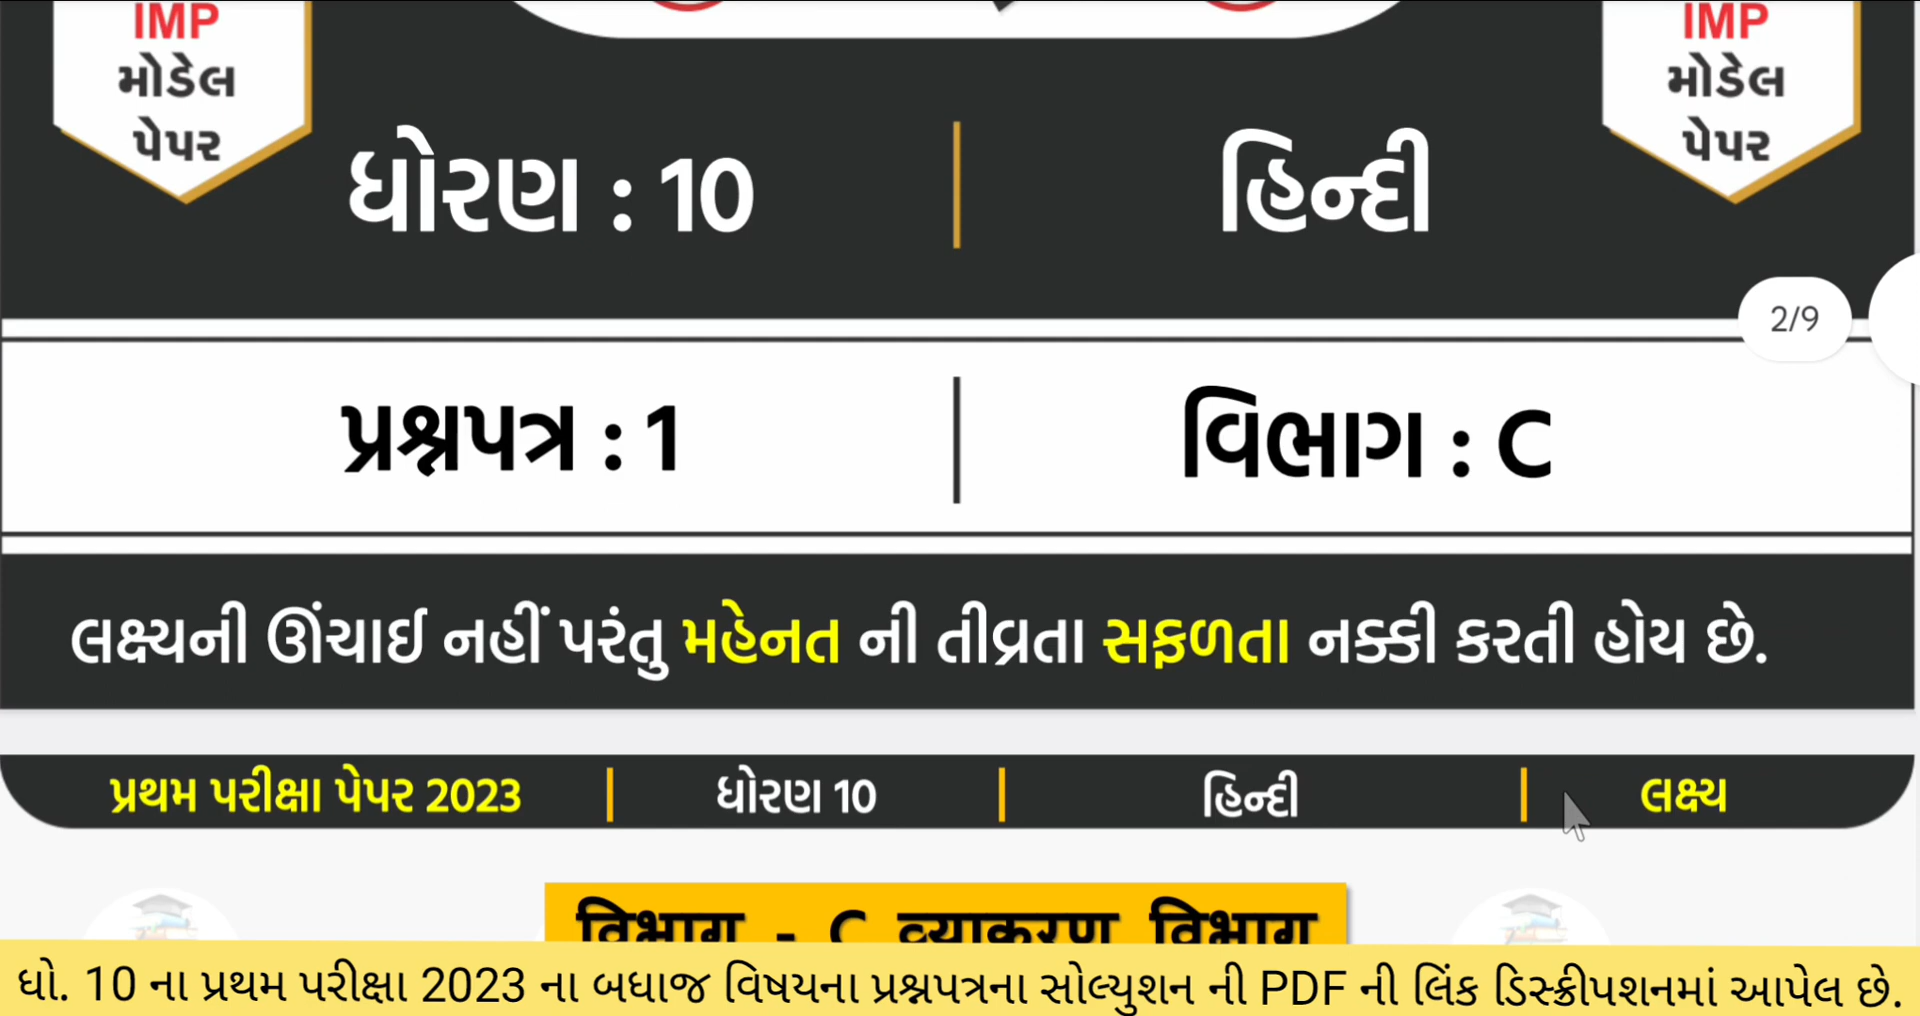 IMP
મોડેલ
પેપર
IMP
મોડેલ
પેપર
ધોરણ : 10
હિન્દી
2/9
પ્રશ્નપત્ર : 1
વિભાગ : C
લક્ષ્યની ઊંચાઈ નહીં પરંતુ મહેનત ની તીવ્રતા સફળતા નક્કી કરતી હોય છે.
પ્રથમ પરીક્ષા પેપર 2023
ધોરણ 10
હિન્દી
લક્ષ્ય
विभाग - C व्याकरण विभाग
ધો. 10 ના પ્રથમ પરીક્ષા 2023 ના બધાજ વિષયના પ્રશ્નપત્રના સોલ્યુશન ની PDF ની લિંક ડિસ્ક્રીપશનમાં આપેલ છે.